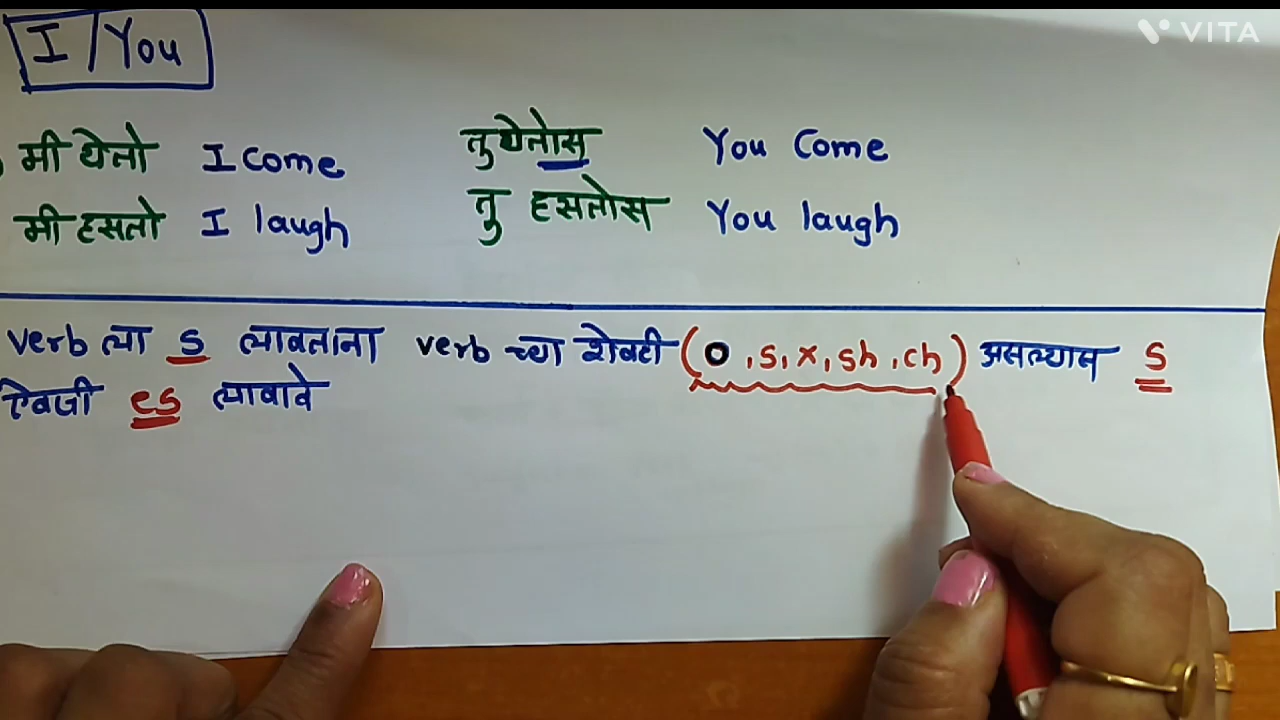 VITA
I/You
मी येतो I come तु येतोस You Come
मी हसतो I laugh तु हसतोस You laugh
verb ला s लावताना verb च्या शेवटी (o, s, x, sh, ch) असल्यास s
ऐवजी es लावावे